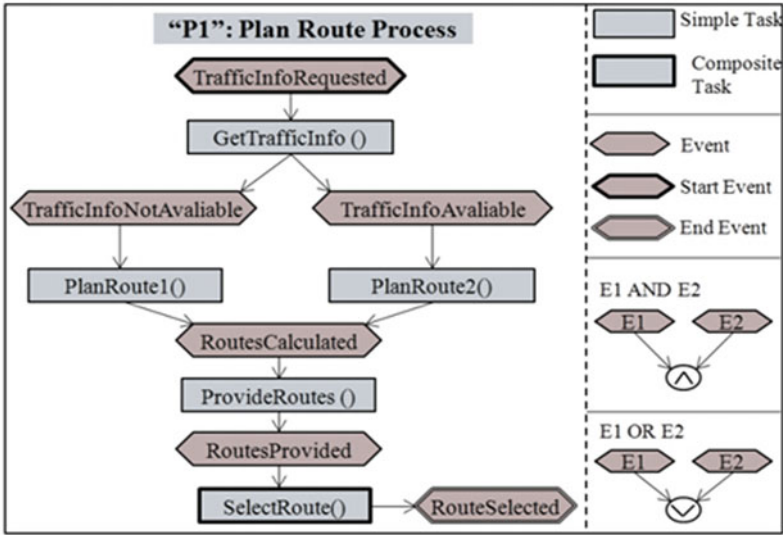 “P1”: Plan Route Process
TrafficInfoRequested
GetTrafficInfo ()
TrafficInfoNotAvaliable
TrafficInfoAvaliable
PlanRoute1()
PlanRoute2()
RoutesCalculated
ProvideRoutes ()
RoutesProvided
SelectRoute()
RouteSelected
Simple Task
Composite
Task
Event
Start Event
End Event
E1 AND E2
E1
E2
E1 OR E2
E1
E2